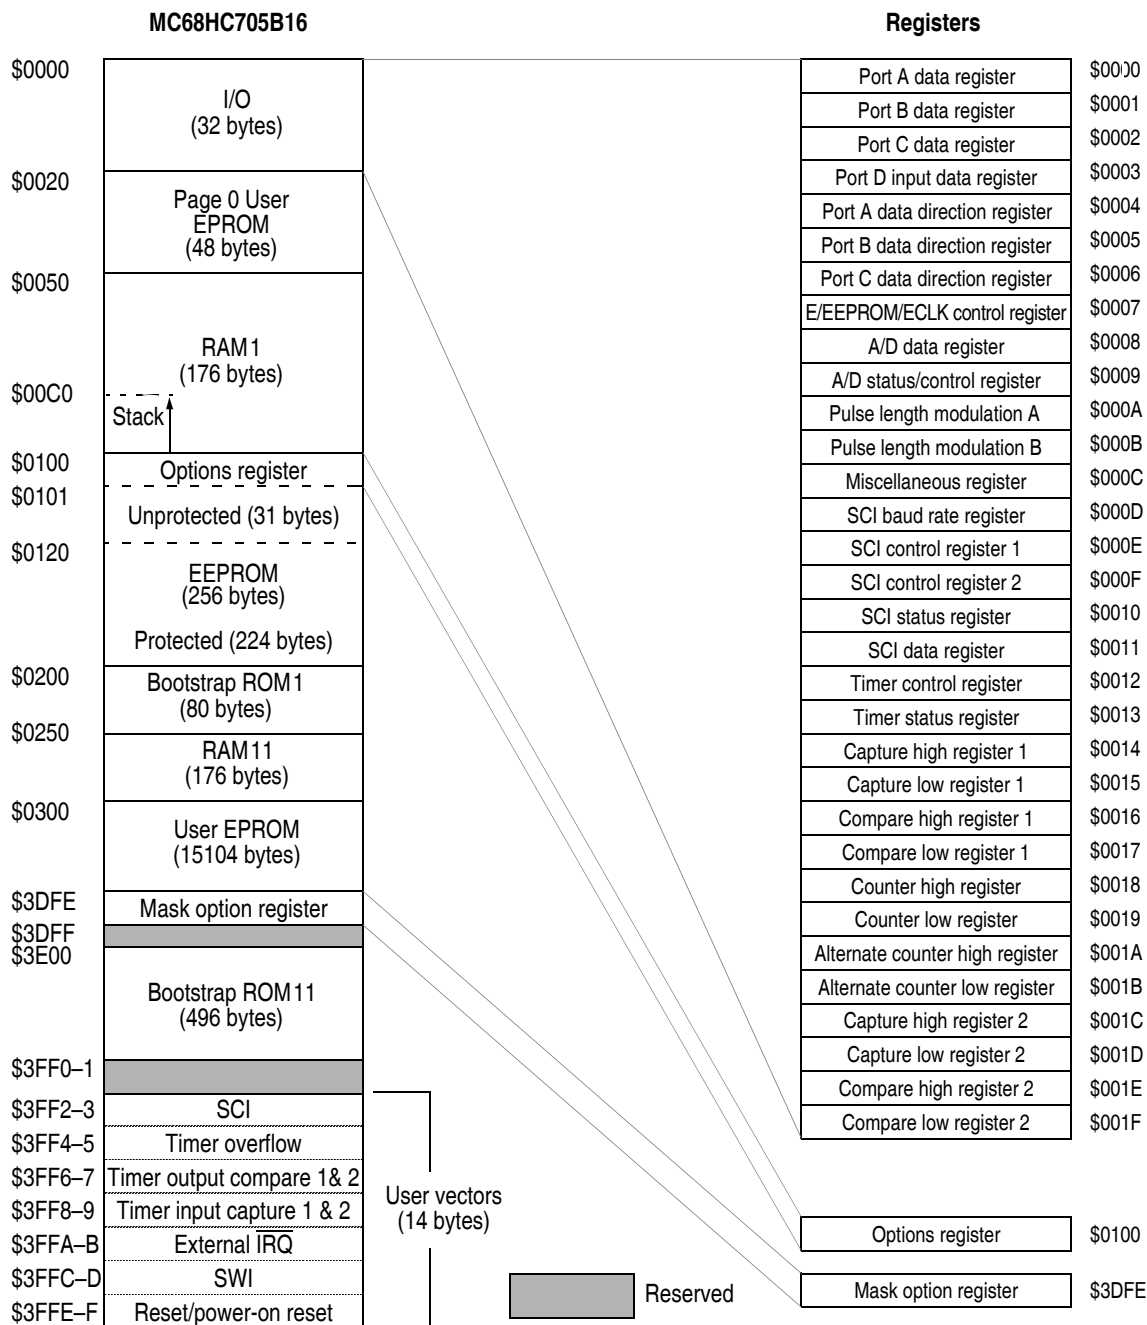 MC68HC705B16
$0000
I/O
(32 bytes)
$0020
Page 0 User
EPROM
(48 bytes)
$0050
RAM1
(176 bytes)
$00C0
Stack
$0100
Options register
$0101
Unprotected (31 bytes)
$0120
EEPROM
(256 bytes)
Protected (224 bytes)
$0200
Bootstrap ROM1
(80 bytes)
$0250
RAM11
(176 bytes)
$0300
User EPROM
(15104 bytes)
$3DFE
Mask option register
$3DFF
$3E00
Bootstrap ROM11
(496 bytes)
$3FF0–1
$3FF2–3 SCI
$3FF4–5 Timer overflow
$3FF6–7 Timer output compare 1& 2
$3FF8–9 Timer input capture 1 & 2
$3FFA–B External IRQ
$3FFC–D SWI
$3FFE–F Reset/power-on reset
User vectors
(14 bytes)
Reserved
Registers
Port A data register $0000
Port B data register $0001
Port C data register $0002
Port D input data register $0003
Port A data direction register $0004
Port B data direction register $0005
Port C data direction register $0006
E/EEPROM/ECLK control register $0007
A/D data register $0008
A/D status/control register $0009
Pulse length modulation A $000A
Pulse length modulation B $000B
Miscellaneous register $000C
SCI baud rate register $000D
SCI control register 1 $000E
SCI control register 2 $000F
SCI status register $0010
SCI data register $0011
Timer control register $0012
Timer status register $0013
Capture high register 1 $0014
Capture low register 1 $0015
Compare high register 1 $0016
Compare low register 1 $0017
Counter high register $0018
Counter low register $0019
Alternate counter high register $001A
Alternate counter low register $001B
Capture high register 2 $001C
Capture low register 2 $001D
Compare high register 2 $001E
Compare low register 2 $001F
Options register $0100
Mask option register $3DFE